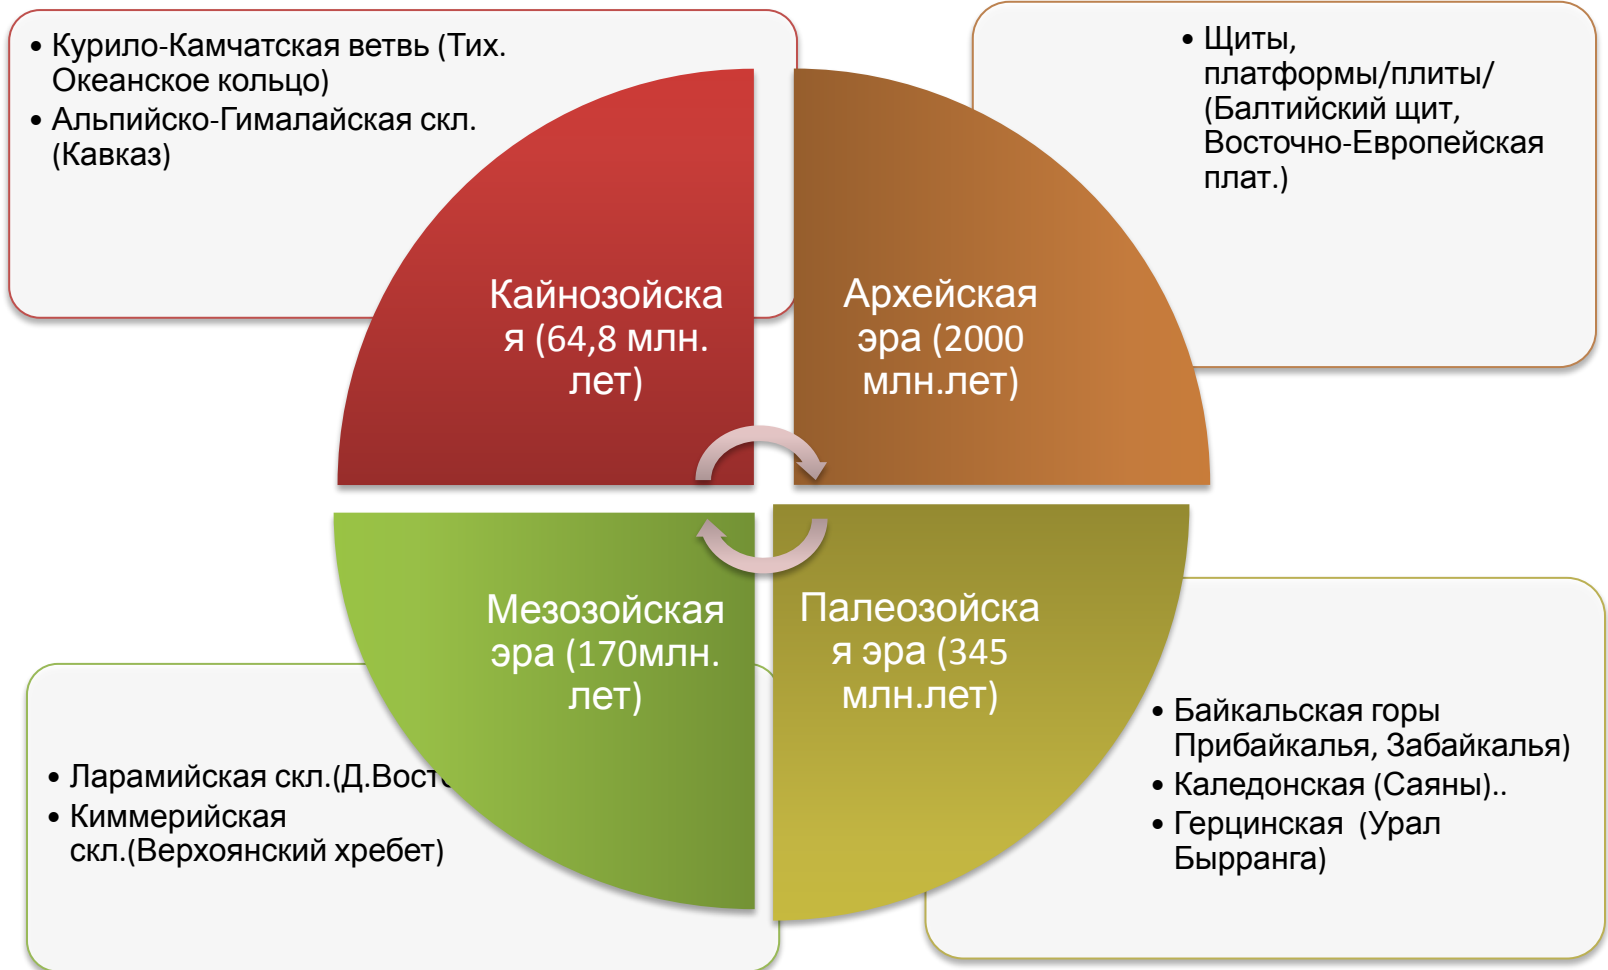 • Курило-Камчатская ветвь (Тих.
Океанское кольцо)
• Альпийско-Гималайская скл.
(Кавказ)
• Щиты,
платформы/плиты/
(Балтийский щит,
Восточно-Европейская
плат.)
Кайнозойска
я (64,8 млн.
лет)
Архейская
эра (2000
млн.лет)
Мезозойская
эра (170млн.
лет)
Палеозойска
я эра (345
млн.лет)
• Ларамийская скл.(Д.Вост
• Киммерийская
скл.(Верхоянский хребет)
• Байкальская горы
Прибайкалья, Забайкалья)
• Каледонская (Саяны)..
• Герцинская (Урал
Бырранга)